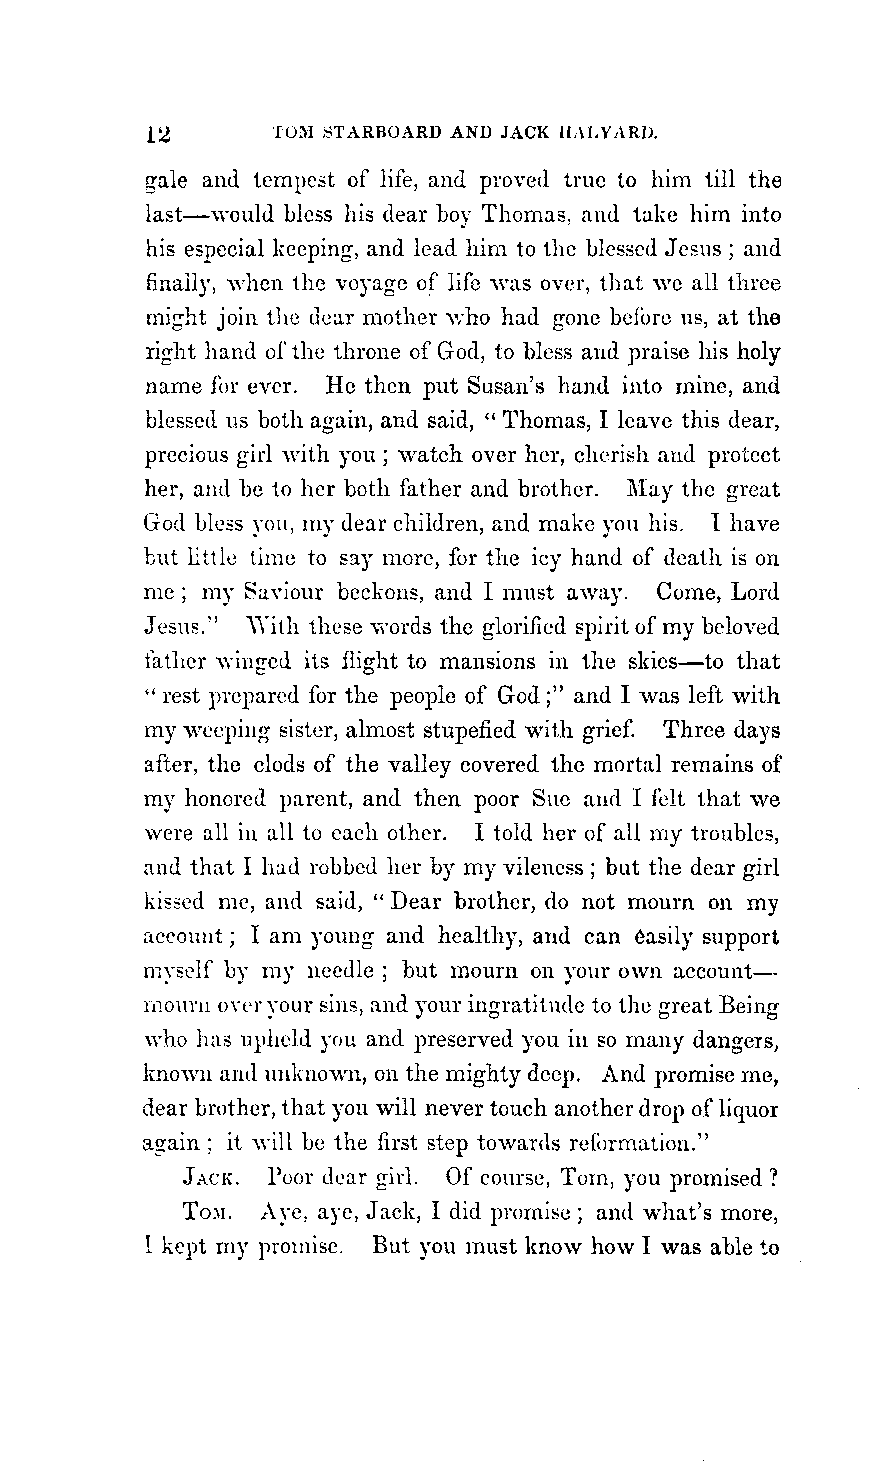 12 TOM STARBOARD AND JACK HALYARD.
gale and tempest of life, and proved true to him till the
last—would bless his dear boy Thomas, and take him into
his especial keeping, and lead him to the blessed Jesus ; and
finally, when the voyage of life was over, that we all three
might join the dear mother who had gone before us, at the
right hand of the throne of God, to bless and praise his holy
name for ever. He then put Susan's hand into mine, and
blessed us both again, and said, "Thomas, I leave this dear,
precious girl with you ; watch over her, cherish and protect
her, and be to her both father and brother. May the great
God bless you, my dear children, and make you his. I have
but little time to say more, for the icy hand of death is on
me ; my Saviour beckons, and I must away. Come, Lord
Jesus." With these words the glorified spirit of my beloved
father winged its flight to mansions in the skies—to that
"rest prepared for the people of God ;" and I was left with
my weeping sister, almost stupefied with grief. Three days
after, the clods of the valley covered the mortal remains of
my honored parent, and then poor Sue and I felt that we
were all in all to each other. I told her of all my troubles,
and that I had robbed her by my vileness ; but the dear girl
kissed me, and said, "Dear brother, do not mourn on my
account ; I am young and healthy, and can easily support
myself by my needle ; but mourn on your own account—
mourn over your sins, and your ingratitude to the great Being
who has upheld you and preserved you in so many dangers,
known and unknown, on the mighty deep. And promise me,
dear brother, that you will never touch another drop of liquor
again ; it will be the first step towards reformation."
JACK. Poor dear girl. Of course, Tom, you promised ?
TOM. Aye, aye, Jack, I did promise ; and what's more,
I kept my promise. But you must know how I was able to